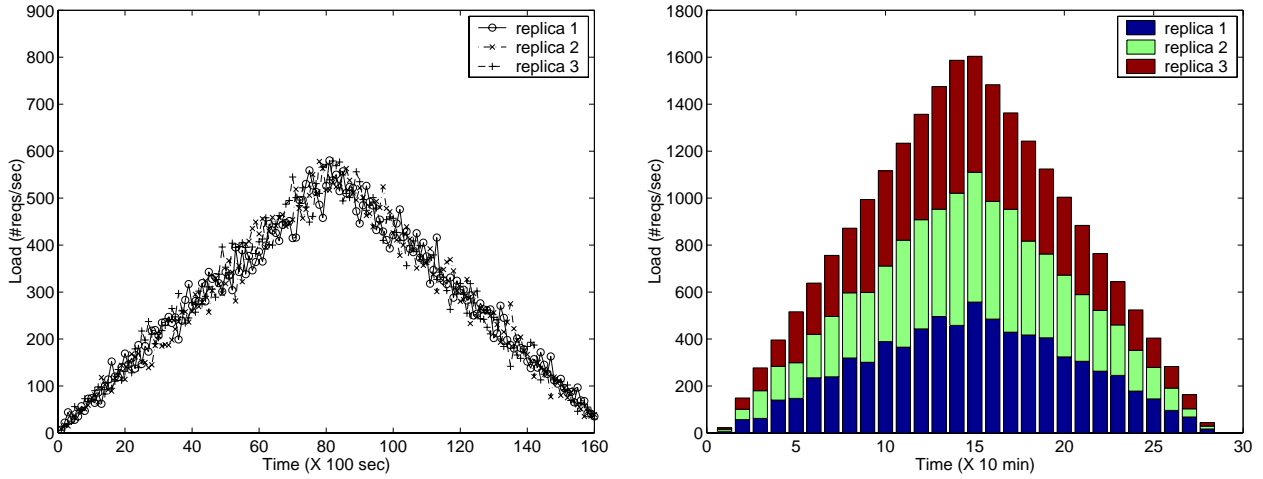 900
800
700
600
500
400
300
200
100
0
Load (#reqs/sec)
replica 1
replica 2
replica 3
0 20 40 60 80 100 120 140 160
Time (X 100 sec)
1800
1600
1400
1200
1000
800
600
400
200
0
Load (#reqs/sec)
replica 1
replica 2
replica 3
0 5 10 15 20 25 30
Time (X 10 min)